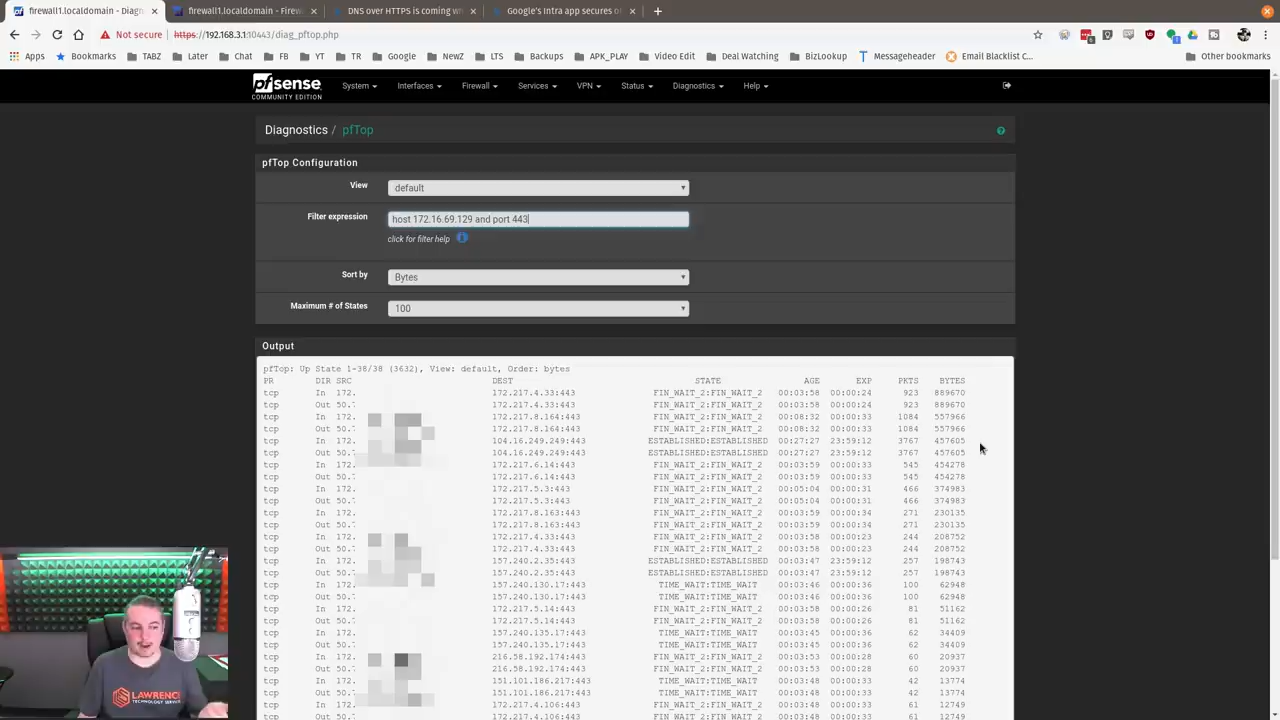 firewall1.localdomain - Diagn
firewall1.localdomain - Firew
DNS over HTTPS is coming w
Google's Intra app secures o
Not secure
https://192.168.3.1:10443/diag_pftop.php
Apps Bookmarks TABZ Later Chat FB YT TR Google NewZ LTS Backups APK_PLAY Video Edit Deal Watching BizLookup Messageheader Email Blacklist C... Other bookmarks
pfsense
COMMUNITY EDITION
System Interfaces Firewall Services VPN Status Diagnostics Help
Diagnostics / pfTop
pfTop Configuration
View default
Filter expression host 172.16.69.129 and port 443
click for filter help
Sort by Bytes
Maximum # of States 100
Output
pfTop: Up State 1-38/38 (3632), View: default, Order: bytes
PR DIR SRC DEST STATE AGE EXP PKTS BYTES
tcp In 172. 172.217.4.33:443 FIN_WAIT_2:FIN_WAIT_2 00:03:58 00:00:24 923 889670
tcp Out 50.7 172.217.4.33:443 FIN_WAIT_2:FIN_WAIT_2 00:03:58 00:00:24 923 889670
tcp In 172. 172.217.8.164:443 FIN_WAIT_2:FIN_WAIT_2 00:08:32 00:00:33 1084 557966
tcp Out 50.7 172.217.8.164:443 FIN_WAIT_2:FIN_WAIT_2 00:08:32 00:00:33 1084 557966
tcp In 172. 104.16.249.249:443 ESTABLISHED:ESTABLISHED 00:27:27 23:59:12 3767 457605
tcp Out 50.7 104.16.249.249:443 ESTABLISHED:ESTABLISHED 00:27:27 23:59:12 3767 457605
tcp In 172. 172.217.6.14:443 FIN_WAIT_2:FIN_WAIT_2 00:03:59 00:00:33 545 454278
tcp Out 50.7 172.217.6.14:443 FIN_WAIT_2:FIN_WAIT_2 00:03:59 00:00:33 545 454278
tcp In 172. 172.217.5.3:443 FIN_WAIT_2:FIN_WAIT_2 00:05:04 00:00:31 466 374983
tcp Out 50.7 172.217.5.3:443 FIN_WAIT_2:FIN_WAIT_2 00:05:04 00:00:31 466 374983
tcp In 172. 172.217.8.163:443 FIN_WAIT_2:FIN_WAIT_2 00:03:59 00:00:34 271 230135
tcp Out 50.7 172.217.8.163:443 FIN_WAIT_2:FIN_WAIT_2 00:03:59 00:00:34 271 230135
tcp In 172. 172.217.4.33:443 FIN_WAIT_2:FIN_WAIT_2 00:03:58 00:00:23 244 208752
tcp Out 50.7 172.217.4.33:443 FIN_WAIT_2:FIN_WAIT_2 00:03:58 00:00:23 244 208752
tcp In 172. 157.240.2.35:443 ESTABLISHED:ESTABLISHED 00:03:47 23:59:12 257 198743
tcp Out 50.7 157.240.2.35:443 ESTABLISHED:ESTABLISHED 00:03:47 23:59:12 257 198743
tcp In 172. 157.240.130.17:443 TIME_WAIT:TIME_WAIT 00:03:46 00:00:36 100 62948
tcp Out 50.7 157.240.130.17:443 TIME_WAIT:TIME_WAIT 00:03:46 00:00:36 100 62948
tcp In 172. 172.217.5.14:443 FIN_WAIT_2:FIN_WAIT_2 00:03:58 00:00:26 81 51162
tcp Out 50.7 172.217.5.14:443 FIN_WAIT_2:FIN_WAIT_2 00:03:58 00:00:26 81 51162
tcp In 172. 157.240.135.17:443 TIME_WAIT:TIME_WAIT 00:03:45 00:00:36 62 34409
tcp Out 50.7 157.240.135.17:443 TIME_WAIT:TIME_WAIT 00:03:45 00:00:36 62 34409
tcp In 172. 216.58.192.174:443 FIN_WAIT_2:FIN_WAIT_2 00:03:53 00:00:28 60 20937
tcp Out 50.7 216.58.192.174:443 FIN_WAIT_2:FIN_WAIT_2 00:03:53 00:00:28 60 20937
tcp In 172. 151.101.186.217:443 TIME_WAIT:TIME_WAIT 00:03:48 00:00:33 42 13774
tcp Out 50.7 151.101.186.217:443 TIME_WAIT:TIME_WAIT 00:03:48 00:00:33 42 13774
tcp In 172. 172.217.4.106:443 FIN_WAIT_2:FIN_WAIT_2 00:03:58 00:00:33 61 12749
tcp Out 50.7 172.217.4.106:443 FIN_WAIT_2:FIN_WAIT_2 00:03:58 00:00:33 61 12749
LAWRENCE
TECHNOLOGY SERVICES